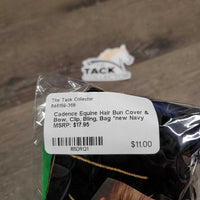 TACK
The Tack Collector
Cadence Equine Hair Bun Cover &
Bow, Clip, Bling, Bag *new Navy
MSRP: $17.95
$11.00